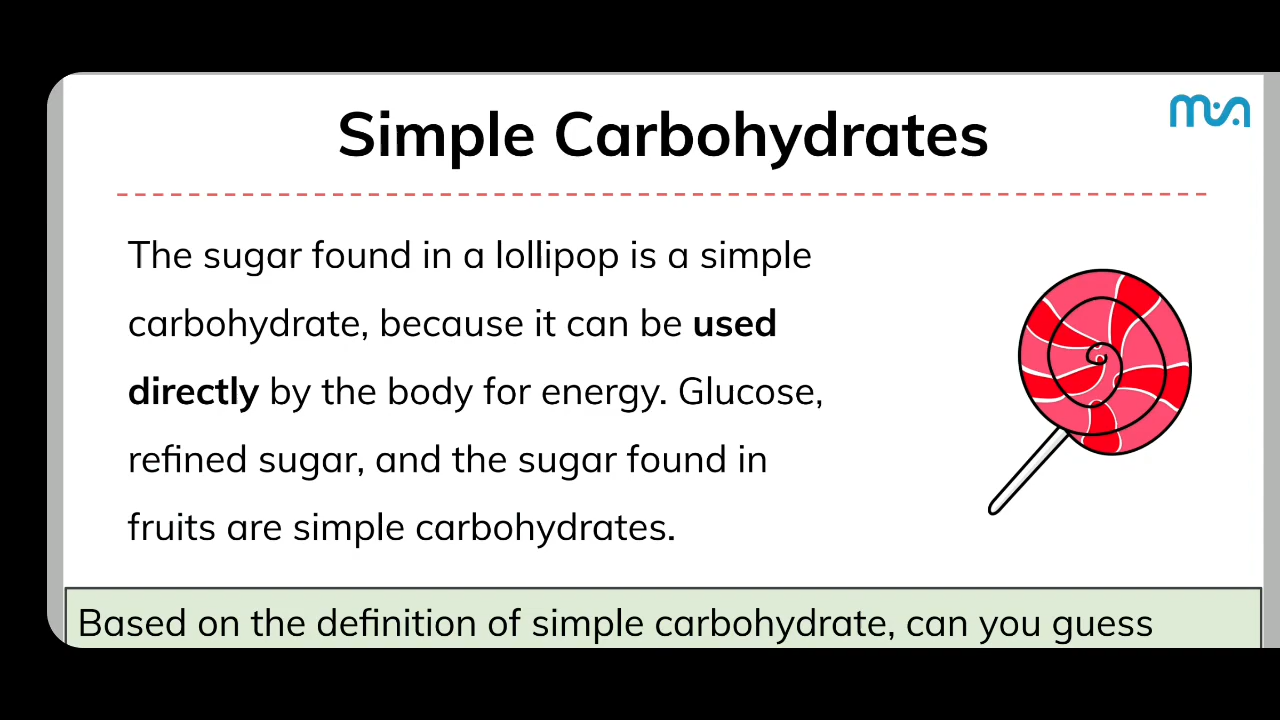 Simple Carbohydrates
The sugar found in a lollipop is a simple
carbohydrate, because it can be used
directly by the body for energy. Glucose,
refined sugar, and the sugar found in
fruits are simple carbohydrates.
Based on the definition of simple carbohydrate, can you guess